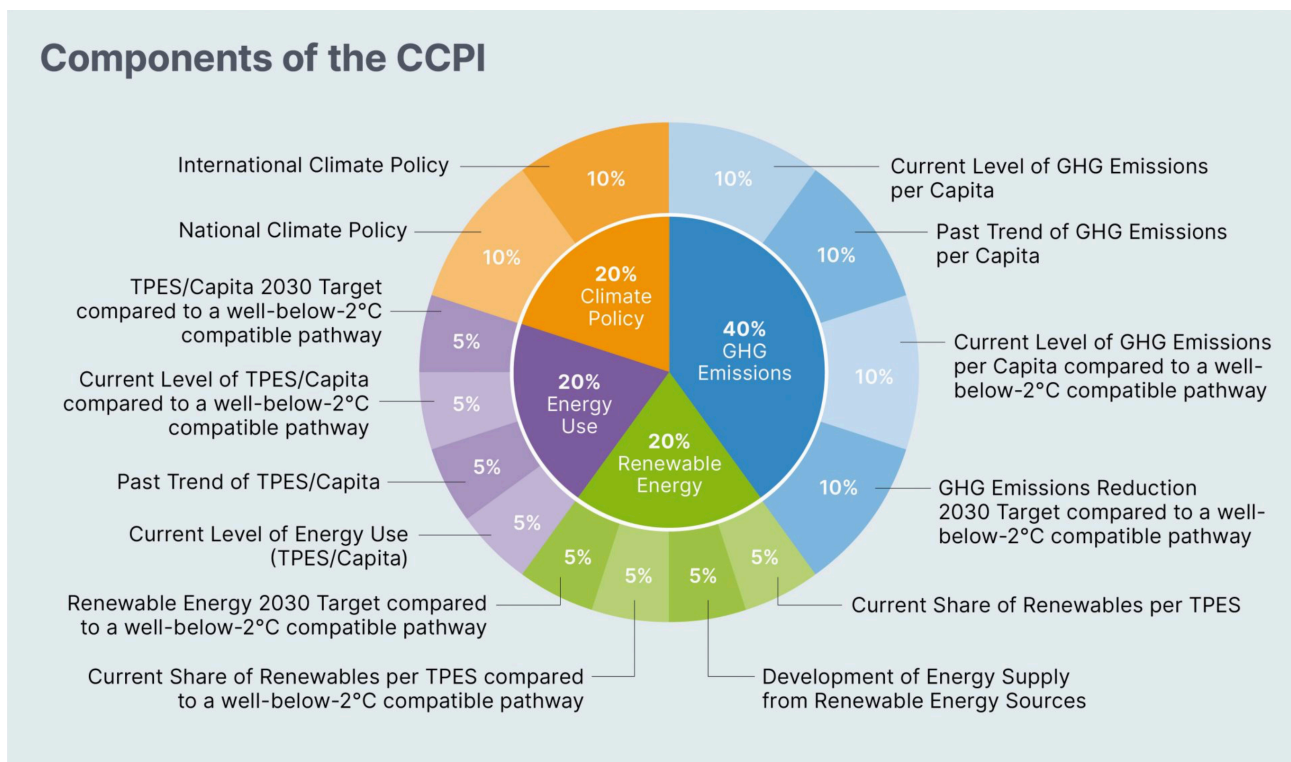 Components of the CCPI
International Climate Policy
National Climate Policy
TPES/Capita 2030 Target
compared to a well-below-2°C
compatible pathway
Current Level of TPES/Capita
compared to a well-below-2°C
compatible pathway
Past Trend of TPES/Capita
Current Level of Energy Use
(TPES/Capita)
Renewable Energy 2030 Target compared
to a well-below-2°C compatible pathway
Current Share of Renewables per TPES compared
to a well-below-2°C compatible pathway
10%
10%
5%
5%
5%
5%
5%
5%
5%
5%
10%
10%
10%
10%
20%
Climate
Policy
40%
GHG
Emissions
20%
Energy
Use
20%
Renewable
Energy
Current Level of GHG Emissions
per Capita
Past Trend of GHG Emissions
per Capita
Current Level of GHG Emissions
per Capita compared to a well-
below-2°C compatible pathway
GHG Emissions Reduction
2030 Target compared to a well-
below-2°C compatible pathway
Current Share of Renewables per TPES
Development of Energy Supply
from Renewable Energy Sources